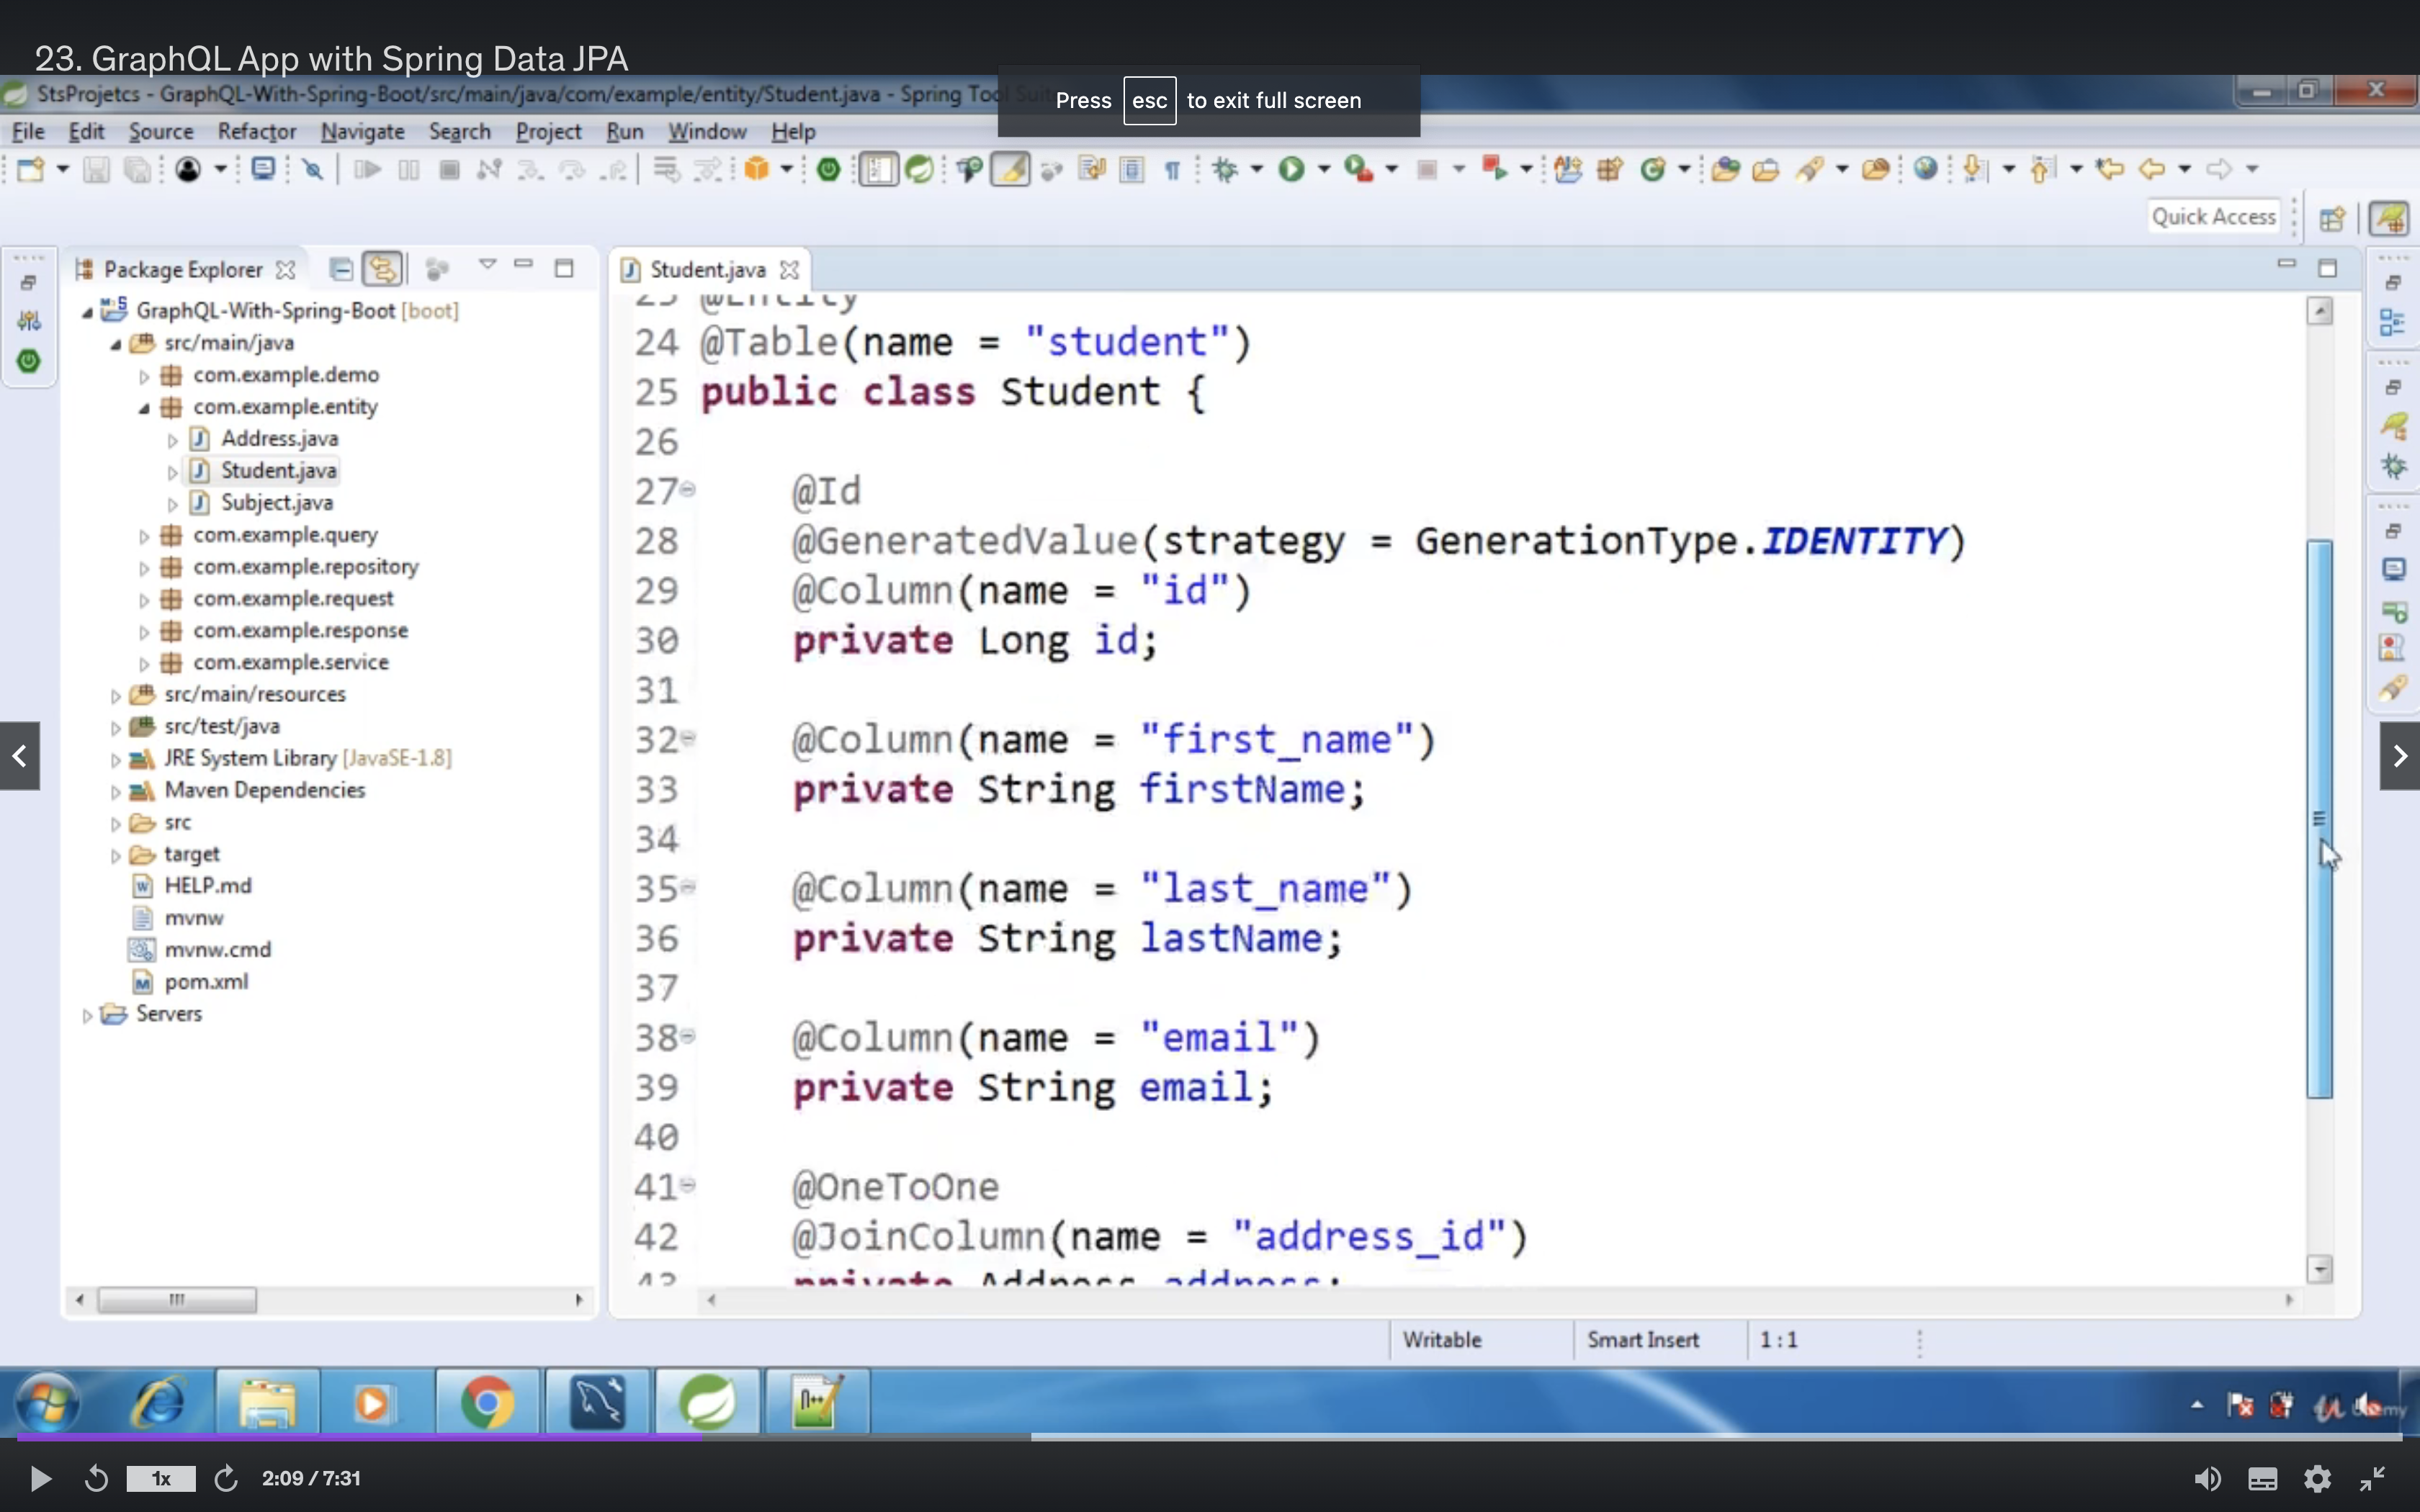 23. GraphQL App with Spring Data JPA
StsProjetcs - GraphQL-With-Spring-Boot/src/main/java/com/example/entity/Student.java - Spring Tool Suite
Press esc to exit full screen
File Edit Source Refactor Navigate Search Project Run Window Help
Quick Access
Package Explorer
GraphQL-With-Spring-Boot [boot]
src/main/java
com.example.demo
com.example.entity
Address.java
Student.java
Subject.java
com.example.query
com.example.repository
com.example.request
com.example.response
com.example.service
src/main/resources
src/test/java
JRE System Library [JavaSE-1.8]
Maven Dependencies
src
target
HELP.md
mvnw
mvnw.cmd
pom.xml
Servers
Student.java
23 @Entity
24 @Table(name = "student")
25 public class Student {
26
27 @Id
28 @GeneratedValue(strategy = GenerationType.IDENTITY)
29 @Column(name = "id")
30 private Long id;
31
32 @Column(name = "first_name")
33 private String firstName;
34
35 @Column(name = "last_name")
36 private String lastName;
37
38 @Column(name = "email")
39 private String email;
40
41 @OneToOne
42 @JoinColumn(name = "address_id")
43 private Address address;
Writable Smart Insert 1 : 1
1x 2:09 / 7:31